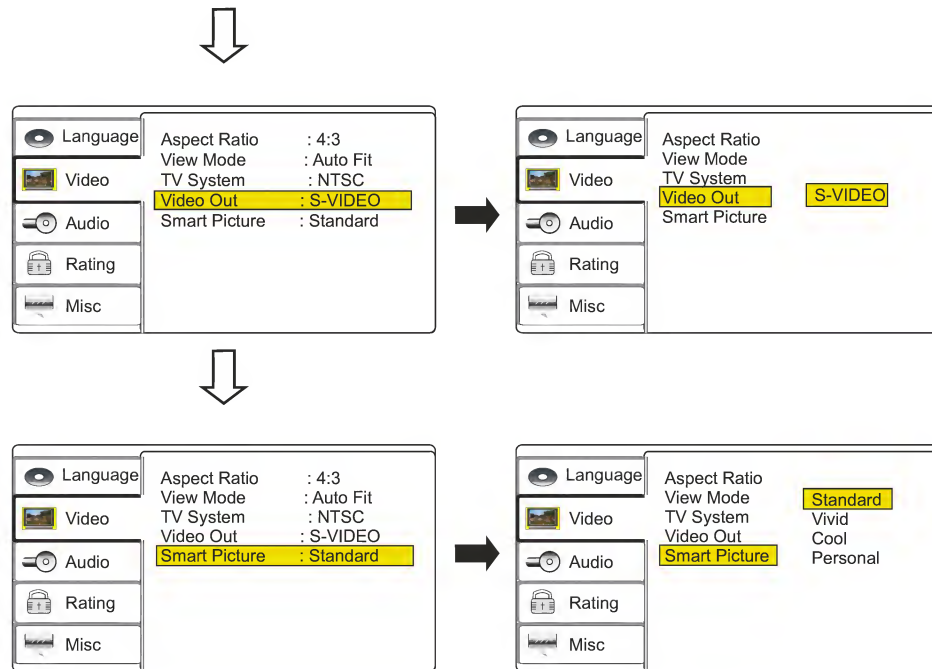 Language
Video
Audio
Rating
Misc
Aspect Ratio : 4:3
View Mode : Auto Fit
TV System : NTSC
Video Out : S-VIDEO
Smart Picture : Standard
Language
Video
Audio
Rating
Misc
Aspect Ratio
View Mode
TV System
Video Out S-VIDEO
Smart Picture
Language
Video
Audio
Rating
Misc
Aspect Ratio : 4:3
View Mode : Auto Fit
TV System : NTSC
Video Out : S-VIDEO
Smart Picture : Standard
Language
Video
Audio
Rating
Misc
Aspect Ratio
View Mode
TV System
Video Out
Smart Picture
Standard
Vivid
Cool
Personal